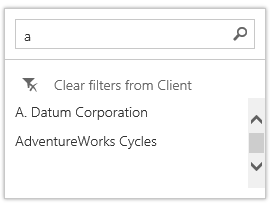 a
Clear filters from Client
A. Datum Corporation
AdventureWorks Cycles